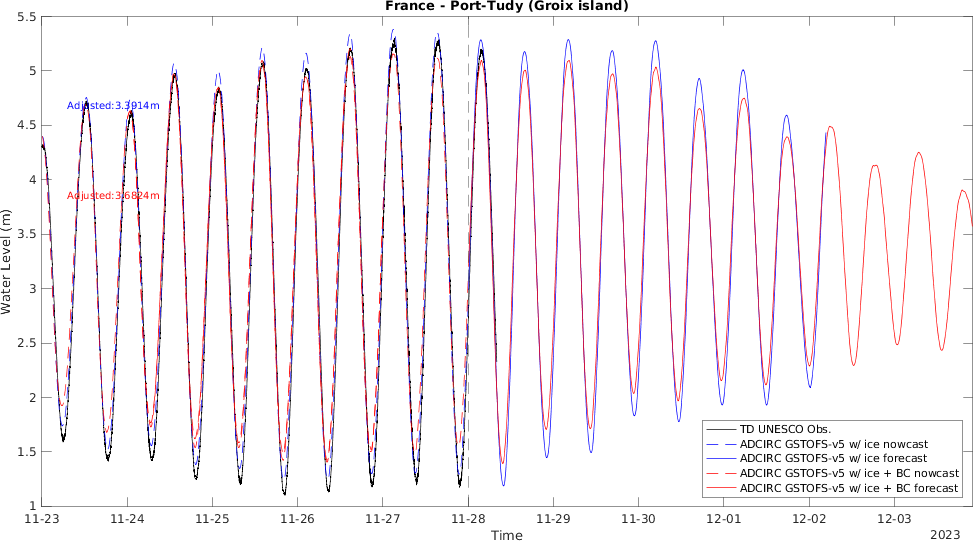 France - Port-Tudy (Groix island)
5.5
5
4.5
4
3.5
3
2.5
2
1.5
1
Water Level (m)
Adjusted:3.3914m
Adjusted:3.6824m
TD UNESCO Obs.
ADCIRC GSTOFS-v5 w/ ice nowcast
ADCIRC GSTOFS-v5 w/ ice forecast
ADCIRC GSTOFS-v5 w/ ice + BC nowcast
ADCIRC GSTOFS-v5 w/ ice + BC forecast
11-23 11-24 11-25 11-26 11-27 11-28 11-29 11-30 12-01 12-02 12-03
Time
2023